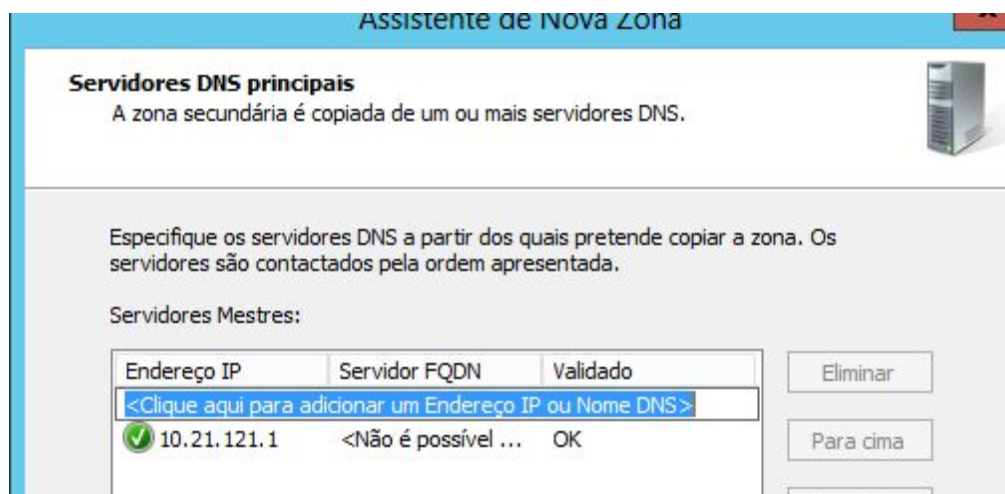 Assistente de Nova Zona
x
Servidores DNS principais
A zona secundária é copiada de um ou mais servidores DNS.
Especifique os servidores DNS a partir dos quais pretende copiar a zona. Os
servidores são contactados pela ordem apresentada.
Servidores Mestres:
Endereço IP Servidor FQDN Validado
<Clique aqui para adicionar um Endereço IP ou Nome DNS>
10.21.121.1 <Não é possível ... OK
Eliminar
Para cima